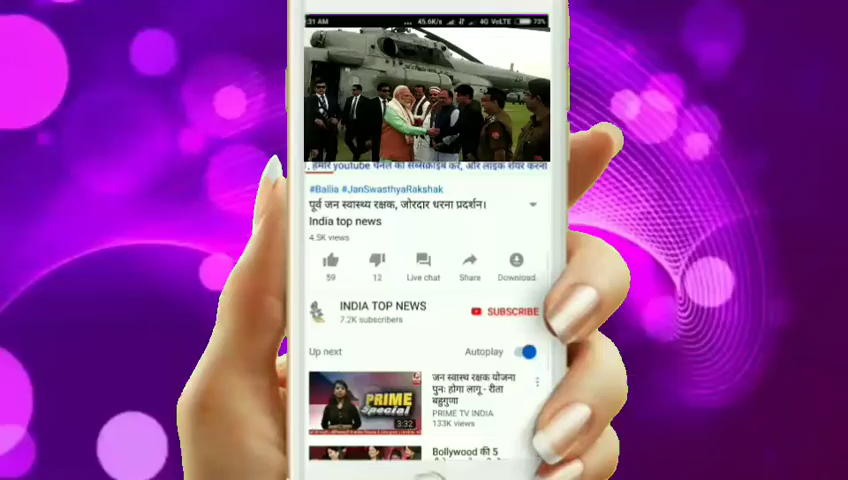 :31 AM ... 45.6K/s 4G VoLTE 73%
हमारे youtube चैनल को सब्सक्राइब करें, और लाइक शेयर करना
#Ballia #JanSwasthyaRakshak
पूर्व जन स्वास्थ्य रक्षक, जोरदार धरना प्रदर्शन।
India top news
4.5K views
59 12 Live chat Share Download
INDIA TOP NEWS
7.2K subscribers
SUBSCRIBE
Up next Autoplay
PRIME
Special
3:32
जन स्वास्थ रक्षक योजना
पुनः होगा लागू - रीता
बहुगुणा
PRIME TV INDIA
133K views
Bollywood की 5